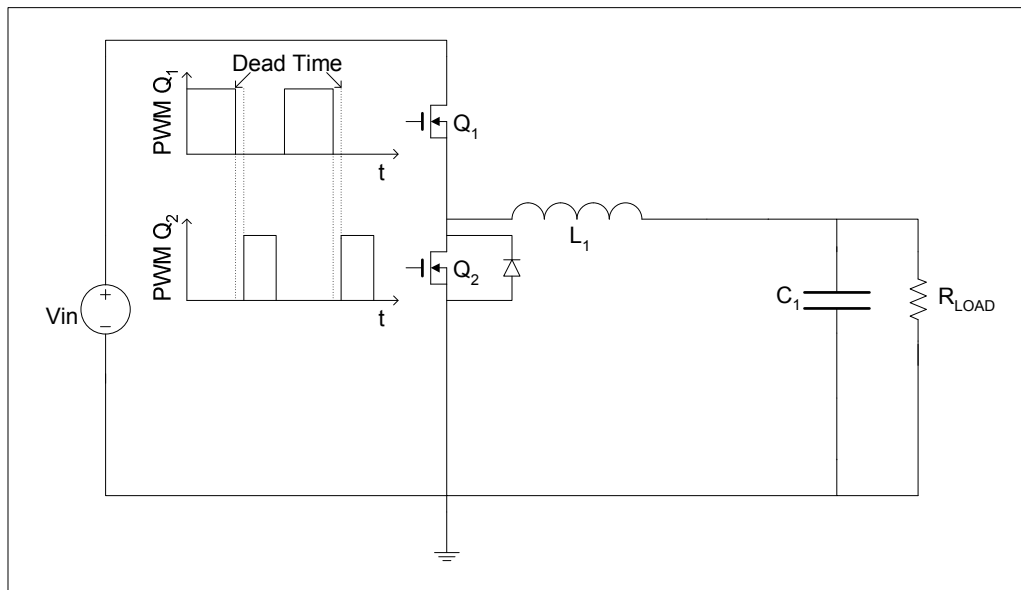 Dead Time
PWM Q1
t
Q1
L1
PWM Q2
t
Q2
Vin
+
−
C1
RLOAD